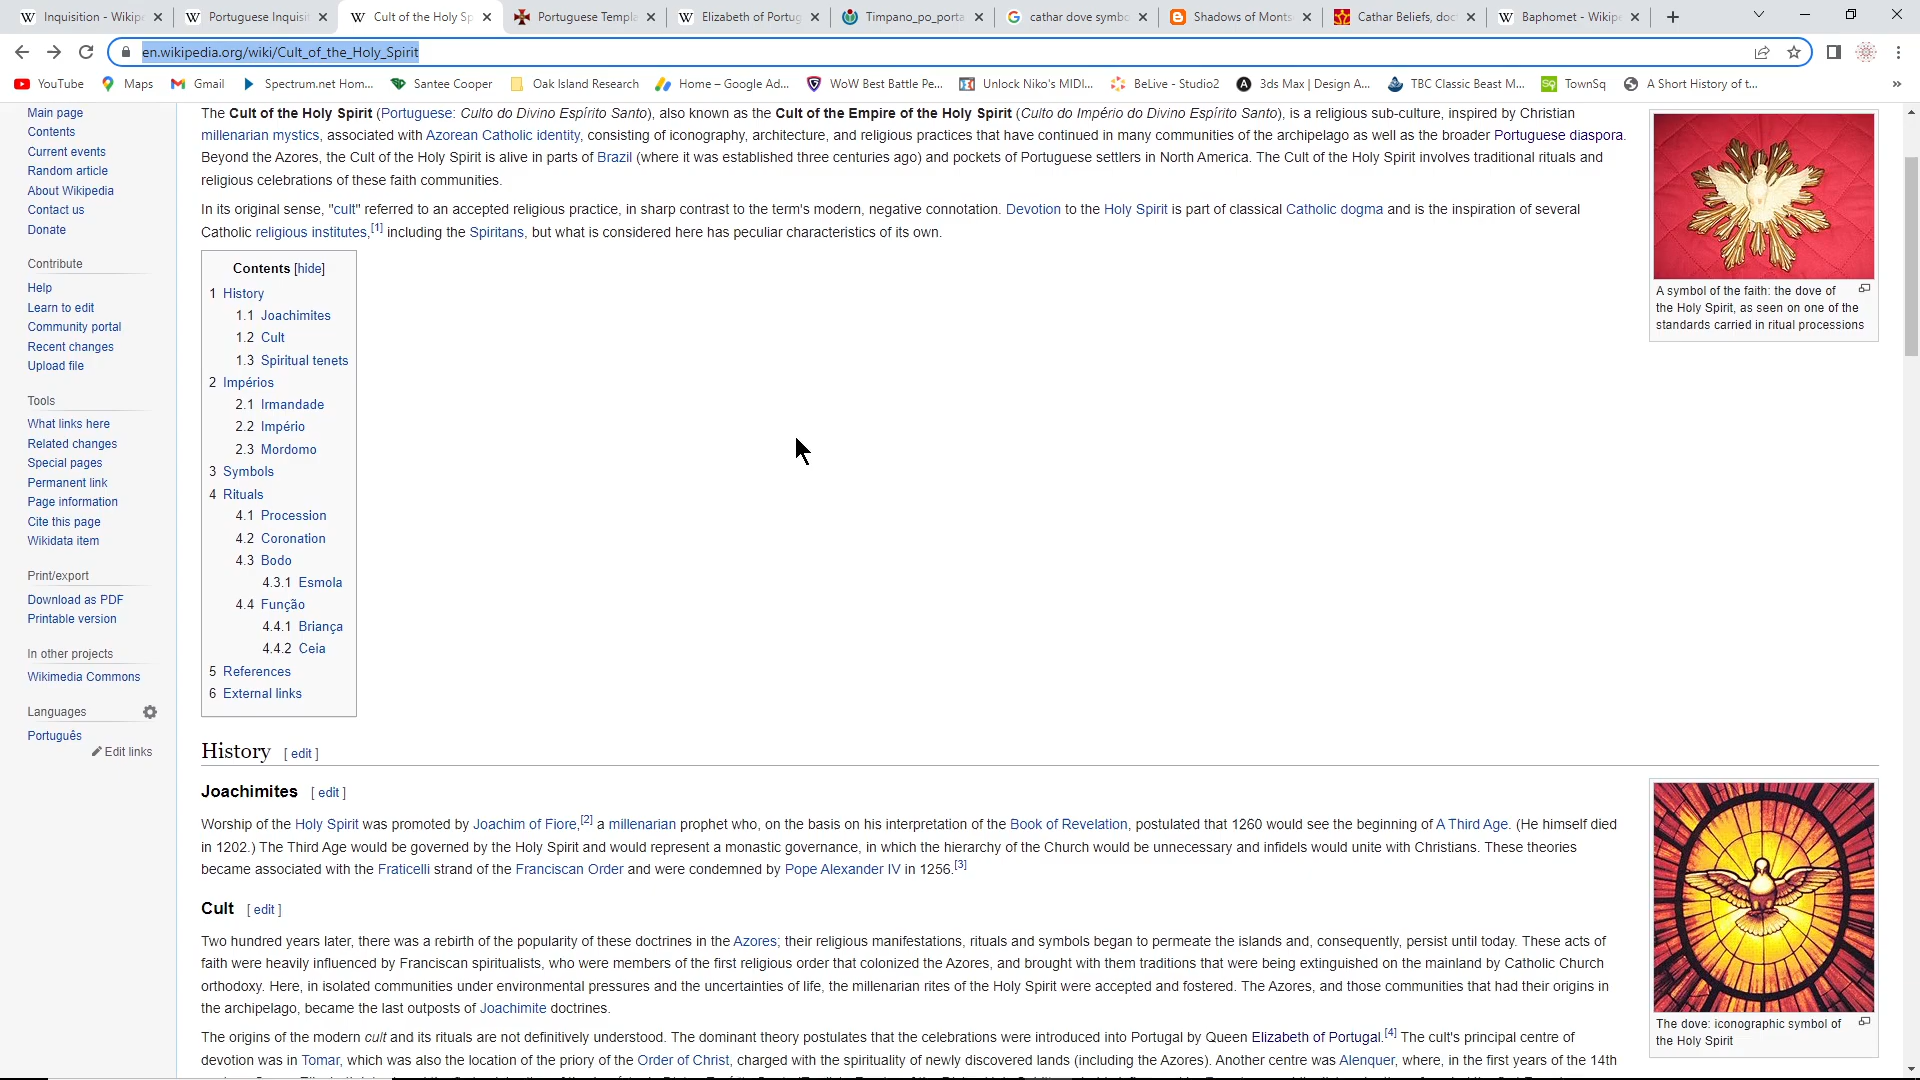 Inquisition - Wikip
Portuguese Inquisi
Cult of the Holy Sp
Portuguese Templa
Elizabeth of Portug
Timpano_po_porta
cathar dove symbo
Shadows of Monts
Cathar Beliefs, doc
Baphomet - Wikip
en.wikipedia.org/wiki/Cult_of_the_Holy_Spirit
YouTube
Maps
Gmail
Spectrum.net Hom...
Santee Cooper
Oak Island Research
Home – Google Ad...
WoW Best Battle Pe...
Unlock Niko's MIDI...
BeLive - Studio2
3ds Max | Design A...
TBC Classic Beast M...
TownSq
A Short History of t...
Main page
Contents
Current events
Random article
About Wikipedia
Contact us
Donate
Contribute
Help
Learn to edit
Community portal
Recent changes
Upload file
Tools
What links here
Related changes
Special pages
Permanent link
Page information
Cite this page
Wikidata item
Print/export
Download as PDF
Printable version
In other projects
Wikimedia Commons
Languages
Português
Edit links
The Cult of the Holy Spirit (Portuguese: Culto do Divino Espírito Santo), also known as the Cult of the Empire of the Holy Spirit (Culto do Império do Divino Espírito Santo), is a religious sub-culture, inspired by Christian
millenarian mystics, associated with Azorean Catholic identity, consisting of iconography, architecture, and religious practices that have continued in many communities of the archipelago as well as the broader Portuguese diaspora.
Beyond the Azores, the Cult of the Holy Spirit is alive in parts of Brazil (where it was established three centuries ago) and pockets of Portuguese settlers in North America. The Cult of the Holy Spirit involves traditional rituals and
religious celebrations of these faith communities.
In its original sense, "cult" referred to an accepted religious practice, in sharp contrast to the term's modern, negative connotation. Devotion to the Holy Spirit is part of classical Catholic dogma and is the inspiration of several
Catholic religious institutes,[1] including the Spiritans, but what is considered here has peculiar characteristics of its own.
A symbol of the faith: the dove of
the Holy Spirit, as seen on one of the
standards carried in ritual processions
Contents [hide]
1 History
1.1 Joachimites
1.2 Cult
1.3 Spiritual tenets
2 Impérios
2.1 Irmandade
2.2 Império
2.3 Mordomo
3 Symbols
4 Rituals
4.1 Procession
4.2 Coronation
4.3 Bodo
4.3.1 Esmola
4.4 Função
4.4.1 Briança
4.4.2 Ceia
5 References
6 External links
History [ edit ]
Joachimites [ edit ]
Worship of the Holy Spirit was promoted by Joachim of Fiore,[2] a millenarian prophet who, on the basis on his interpretation of the Book of Revelation, postulated that 1260 would see the beginning of A Third Age. (He himself died
in 1202.) The Third Age would be governed by the Holy Spirit and would represent a monastic governance, in which the hierarchy of the Church would be unnecessary and infidels would unite with Christians. These theories
became associated with the Fraticelli strand of the Franciscan Order and were condemned by Pope Alexander IV in 1256.[3]
Cult [ edit ]
Two hundred years later, there was a rebirth of the popularity of these doctrines in the Azores; their religious manifestations, rituals and symbols began to permeate the islands and, consequently, persist until today. These acts of
faith were heavily influenced by Franciscan spiritualists, who were members of the first religious order that colonized the Azores, and brought with them traditions that were being extinguished on the mainland by Catholic Church
orthodoxy. Here, in isolated communities under environmental pressures and the uncertainties of life, the millenarian rites of the Holy Spirit were accepted and fostered. The Azores, and those communities that had their origins in
the archipelago, became the last outposts of Joachimite doctrines.
The origins of the modern cult and its rituals are not definitively understood. The dominant theory postulates that the celebrations were introduced into Portugal by Queen Elizabeth of Portugal.[4] The cult's principal centre of
devotion was in Tomar, which was also the location of the priory of the Order of Christ, charged with the spirituality of newly discovered lands (including the Azores). Another centre was Alenquer, where, in the first years of the 14th
The dove: iconographic symbol of
the Holy Spirit